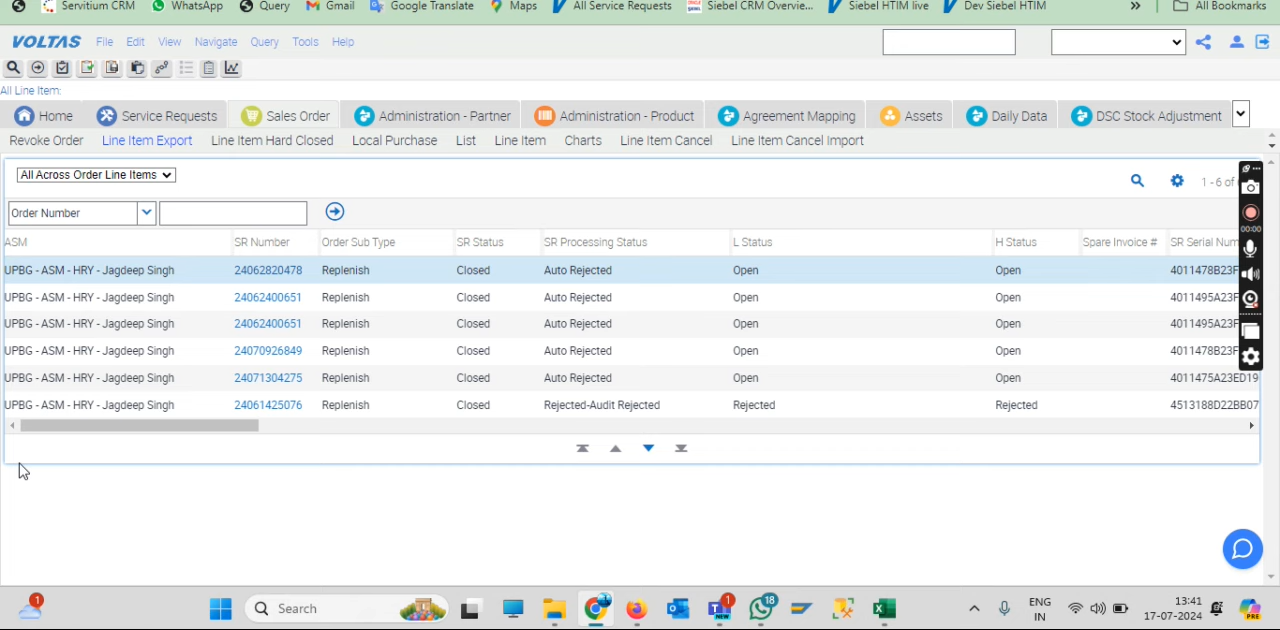 Servitium CRM WhatsApp Query Gmail Google Translate Maps All Service Requests Siebel CRM Overvie... Siebel HTIM live Dev Siebel HTIM » All Bookmarks
VOLTAS File Edit View Navigate Query Tools Help
All Line Item:
Home Service Requests Sales Order Administration - Partner Administration - Product Agreement Mapping Assets Daily Data DSC Stock Adjustment
Revoke Order Line Item Export Line Item Hard Closed Local Purchase List Line Item Charts Line Item Cancel Line Item Cancel Import
All Across Order Line Items 1 - 6 of
Order Number 00:00
ASM SR Number Order Sub Type SR Status SR Processing Status L Status H Status Spare Invoice # SR Serial Num
UPBG - ASM - HRY - Jagdeep Singh 24062820478 Replenish Closed Auto Rejected Open Open 4011478B23F
UPBG - ASM - HRY - Jagdeep Singh 24062400651 Replenish Closed Auto Rejected Open Open 4011495A23F
UPBG - ASM - HRY - Jagdeep Singh 24062400651 Replenish Closed Auto Rejected Open Open 4011495A23F
UPBG - ASM - HRY - Jagdeep Singh 24070926849 Replenish Closed Auto Rejected Open Open 4011478B23F
UPBG - ASM - HRY - Jagdeep Singh 24071304275 Replenish Closed Auto Rejected Open Open 4011475A23ED19
UPBG - ASM - HRY - Jagdeep Singh 24061425076 Replenish Closed Rejected-Audit Rejected Rejected Rejected 4513188D22BB07
1 Search 1 NEW 18 ENG 13:41 PRE
IN 17-07-2024